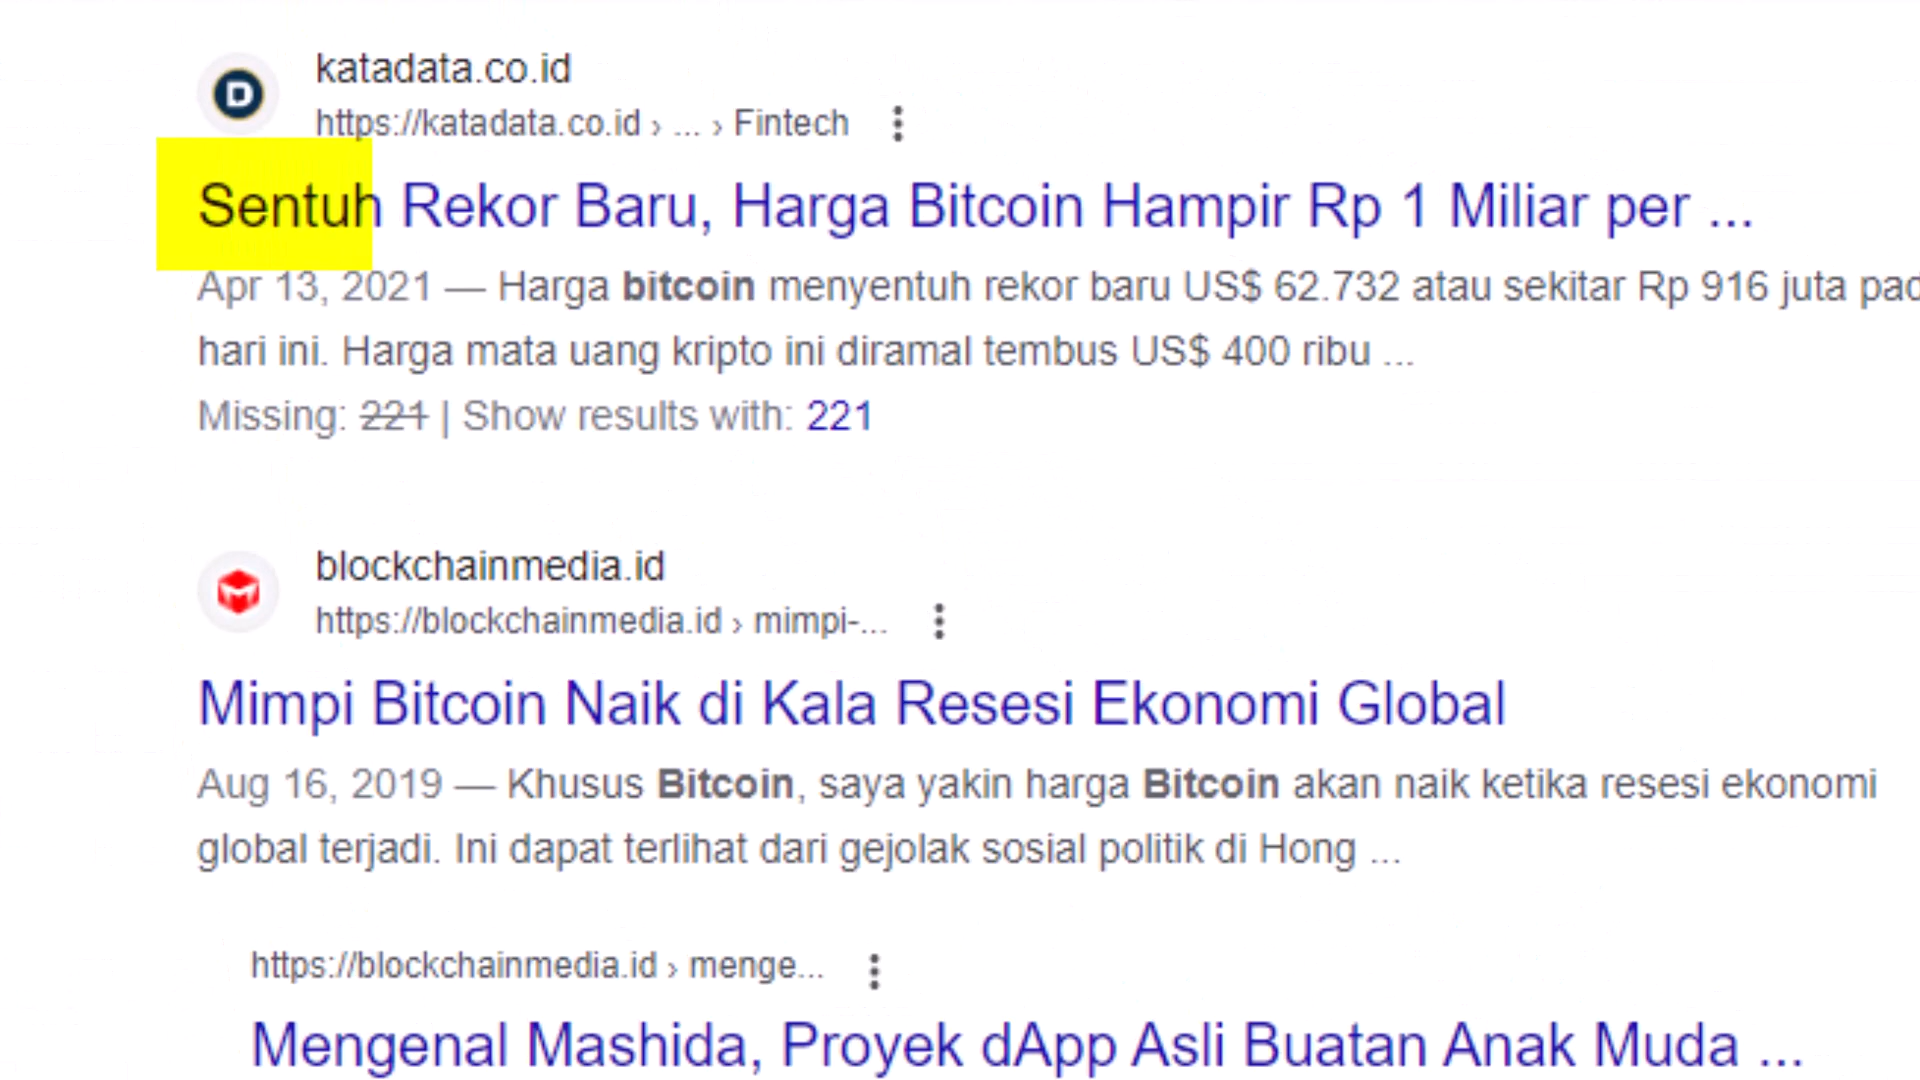 katadata.co.id
https://katadata.co.id › ... › Fintech
Sentuh Rekor Baru, Harga Bitcoin Hampir Rp 1 Miliar per ...
Apr 13, 2021 — Harga bitcoin menyentuh rekor baru US$ 62.732 atau sekitar Rp 916 juta pad
hari ini. Harga mata uang kripto ini diramal tembus US$ 400 ribu ...
Missing: 221 | Show results with: 221
blockchainmedia.id
https://blockchainmedia.id › mimpi-...
Mimpi Bitcoin Naik di Kala Resesi Ekonomi Global
Aug 16, 2019 — Khusus Bitcoin, saya yakin harga Bitcoin akan naik ketika resesi ekonomi
global terjadi. Ini dapat terlihat dari gejolak sosial politik di Hong ...
https://blockchainmedia.id › menge...
Mengenal Mashida, Proyek dApp Asli Buatan Anak Muda ...